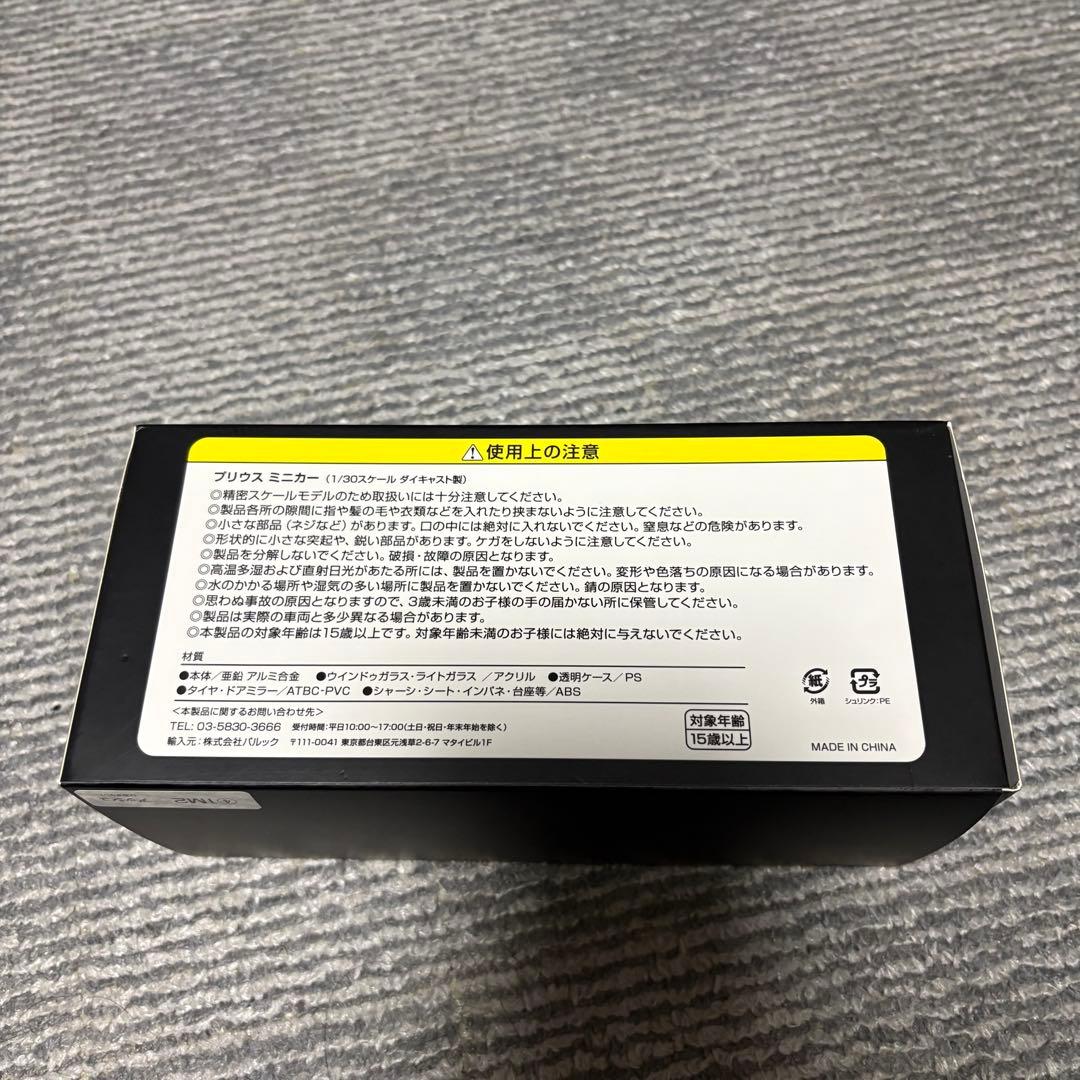 ⚠使用上の注意
プリウス ミニカー（1/30スケール ダイキャスト製）
◎精密スケールモデルのため取扱いには十分注意してください。
◎製品各所の隙間に指や髪の毛や衣類などを入れたり挟まないように注意してください。
◎小さな部品（ネジなど）があります。口の中には絶対に入れないでください。窒息などの危険があります。
◎形状的に小さな突起や、鋭い部品があります。ケガをしないように注意してください。
◎製品を分解しないでください。破損・故障の原因となります。
◎高温多湿および直射日光があたる所には、製品を置かないでください。変形や色落ちの原因になる場合があります。
◎水のかかる場所や湿気の多い場所に製品を置かないでください。錆の原因となります。
◎思わぬ事故の原因となりますので、3歳未満のお子様の手の届かない所に保管してください。
◎製品は実際の車両と多少異なる場合があります。
◎本製品の対象年齢は15歳以上です。対象年齢未満のお子様には絶対に与えないでください。
材質
●本体／亜鉛 アルミ合金 ●ウインドゥガラス・ライトガラス ／アクリル ●透明ケース／PS
●タイヤ・ドアミラー／ATBC-PVC ●シャーシ・シート・インパネ・台座等／ABS
紙
外箱
プラ
シュリンク：PE
＜本製品に関するお問い合わせ先＞
TEL: 03-5830-3666 受付時間：平日10:00〜17:00（土日・祝日・年末年始を除く）
輸入元：株式会社バルック 〒111-0041 東京都台東区元浅草2-6-7 マタイビル1F
対象年齢
15歳以上
MADE IN CHINA
④1M2